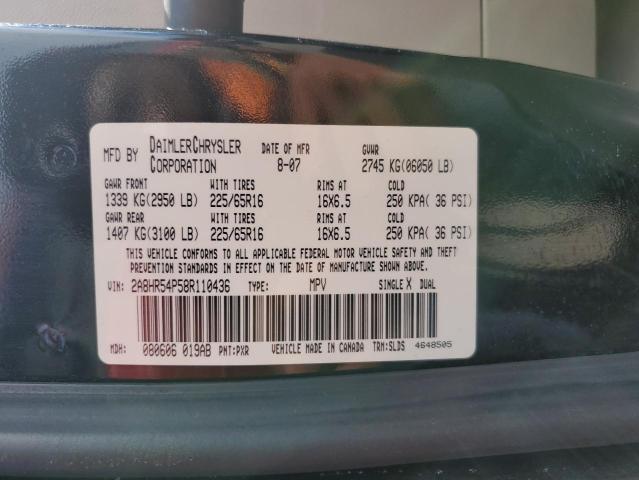 MFD BY DAIMLERCHRYSLER CORPORATION DATE OF MFR 8-07 GVWR 2745 KG(06050 LB)
GAWR FRONT WITH TIRES RIMS AT COLD
1339 KG(2950 LB) 225/65R16 16X6.5 250 KPA( 36 PSI)
GAWR REAR WITH TIRES RIMS AT COLD
1407 KG(3100 LB) 225/65R16 16X6.5 250 KPA( 36 PSI)
THIS VEHICLE CONFORMS TO ALL APPLICABLE FEDERAL MOTOR VEHICLE SAFETY AND THEFT
PREVENTION STANDARDS IN EFFECT ON THE DATE OF MANUFACTURE SHOWN ABOVE.
VIN: 2A8HR54P58R110436 TYPE: MPV SINGLE X DUAL
MDH: 080606 019AB PNT:PXR VEHICLE MADE IN CANADA TRM:SLDS 4648505